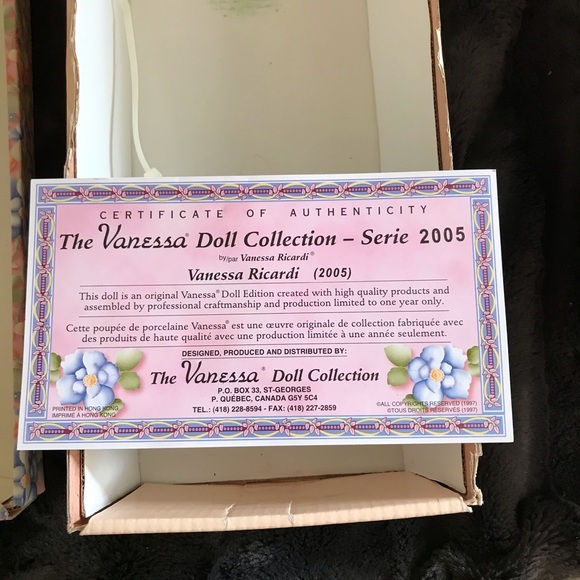 CERTIFICATE OF AUTHENTICITY
The Vanessa® Doll Collection – Serie 2005
by/par Vanessa Ricardi®
Vanessa Ricardi (2005)
This doll is an original Vanessa® Doll Edition created with high quality products and
assembled by professional craftmanship and production limited to one year only.
Cette poupée de porcelaine Vanessa® est une œuvre originale de collection fabriquée avec
des produits de haute qualité avec une production limitée à une année seulement.
DESIGNED, PRODUCED AND DISTRIBUTED BY:
The Vanessa® Doll Collection
P.O. BOX 33, ST-GEORGES
P. QUÉBEC, CANADA G5Y 5C4
TEL.: (418) 228-8594 - FAX: (418) 227-2859
PRINTED IN HONG KONG
IMPRIMÉ À HONG KONG
©ALL COPYRIGHTS RESERVED (1997)
©TOUS DROITS RÉSERVÉS (1997)